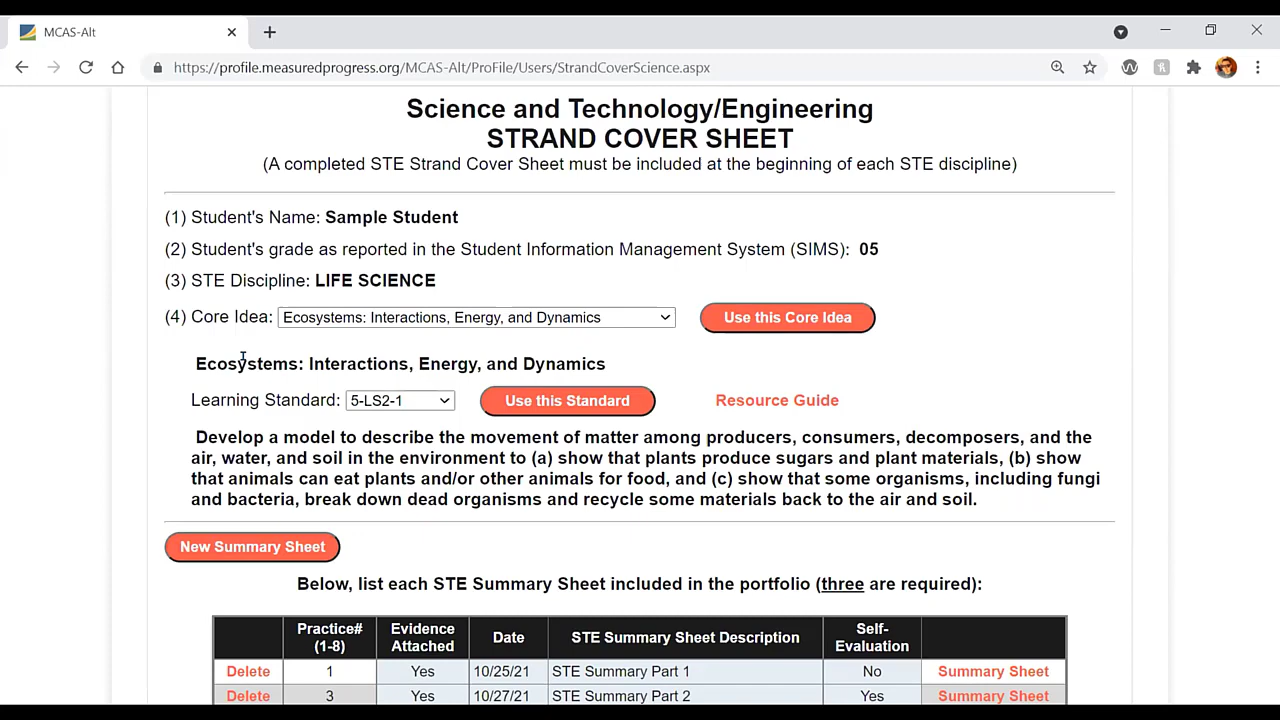 MCAS-Alt
https://profile.measuredprogress.org/MCAS-Alt/ProFile/Users/StrandCoverScience.aspx
Science and Technology/Engineering
STRAND COVER SHEET
(A completed STE Strand Cover Sheet must be included at the beginning of each STE discipline)
(1) Student's Name: Sample Student
(2) Student's grade as reported in the Student Information Management System (SIMS): 05
(3) STE Discipline: LIFE SCIENCE
(4) Core Idea: Ecosystems: Interactions, Energy, and Dynamics Use this Core Idea
Ecosystems: Interactions, Energy, and Dynamics
Learning Standard: 5-LS2-1 Use this Standard Resource Guide
Develop a model to describe the movement of matter among producers, consumers, decomposers, and the
air, water, and soil in the environment to (a) show that plants produce sugars and plant materials, (b) show
that animals can eat plants and/or other animals for food, and (c) show that some organisms, including fungi
and bacteria, break down dead organisms and recycle some materials back to the air and soil.
New Summary Sheet
Below, list each STE Summary Sheet included in the portfolio (three are required):
Practice# Evidence Self-
(1-8) Attached Date STE Summary Sheet Description Evaluation
Delete 1 Yes 10/25/21 STE Summary Part 1 No Summary Sheet
Delete 3 Yes 10/27/21 STE Summary Part 2 Yes Summary Sheet